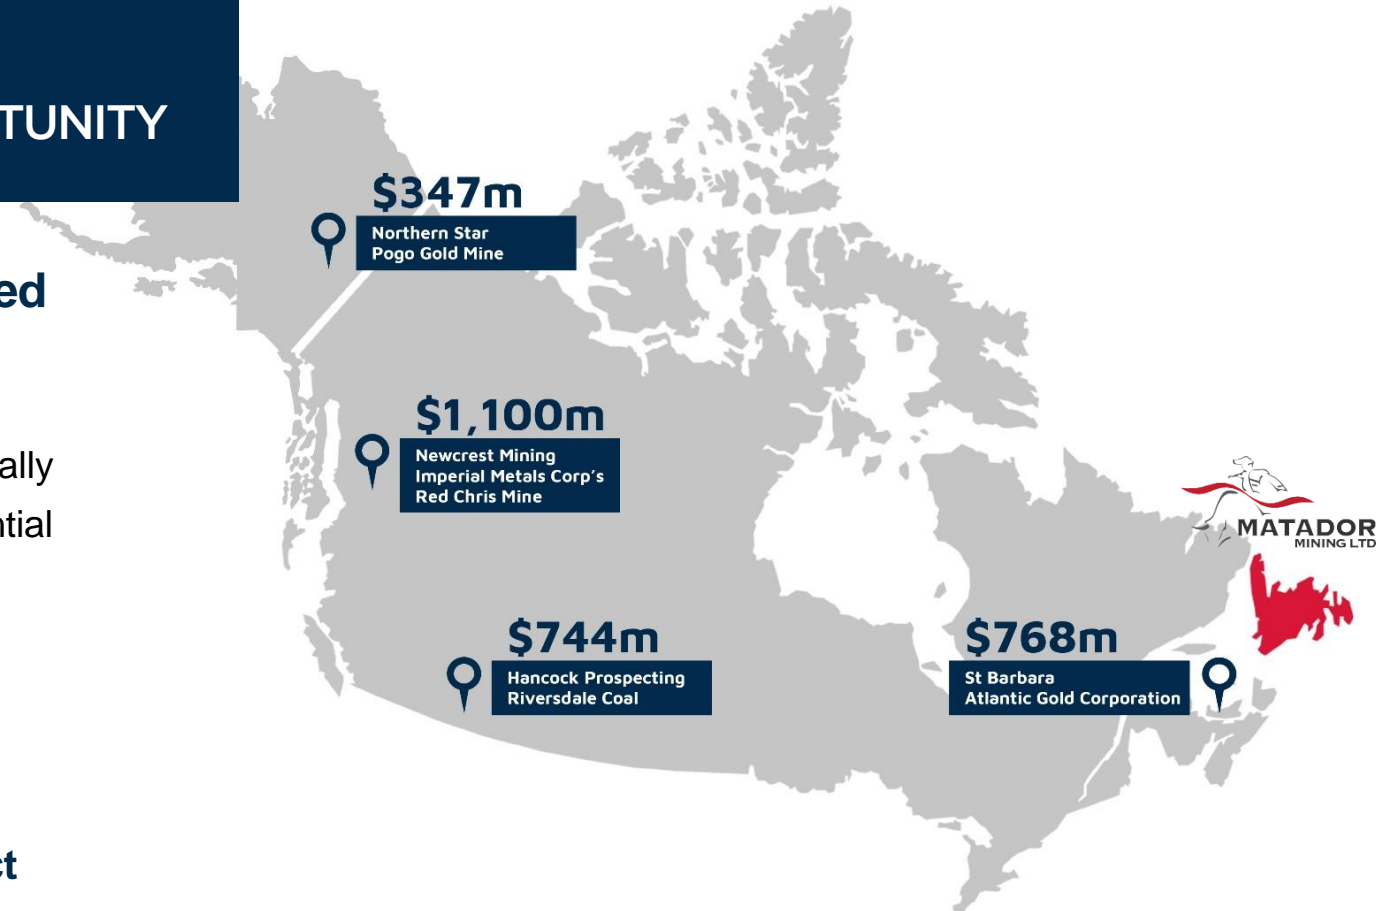 TUNITY
$347m
Northern Star
Pogo Gold Mine
ed
$1,100m
Newcrest Mining
Imperial Metals Corp's
Red Chris Mine
ally
ntial
MATADOR
MINING LTD
$744m
Hancock Prospecting
Riversdale Coal
$768m
St Barbara
Atlantic Gold Corporation
ct